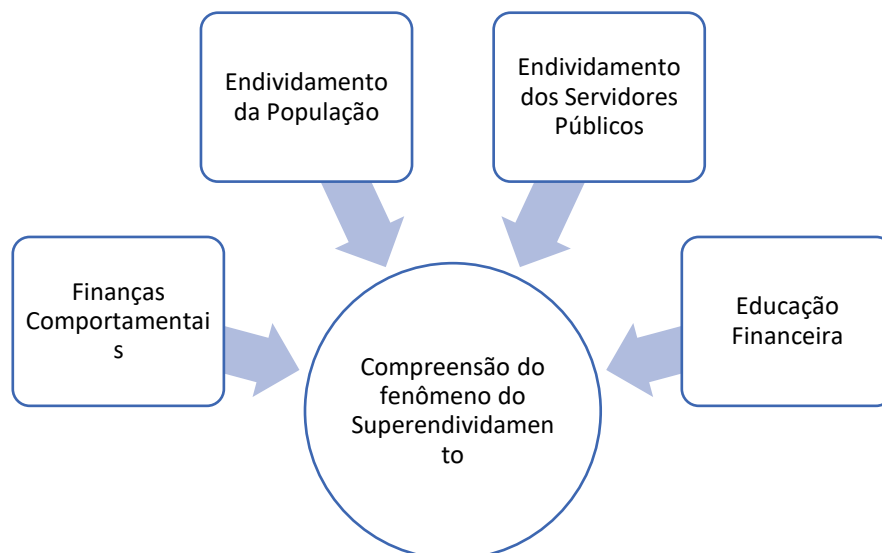 Endividamento
da População
Endividamento
dos Servidores
Públicos
Finanças
Comportamentai
s
Educação
Financeira
Compreensão do
fenômeno do
Superendividamen
to